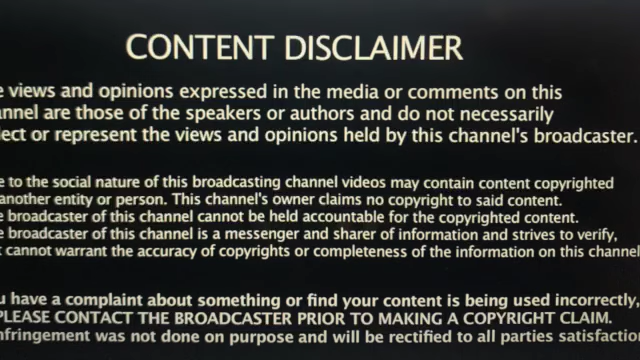 CONTENT DISCLAIMER
e views and opinions expressed in the media or comments on this
nnel are those of the speakers or authors and do not necessarily
ect or represent the views and opinions held by this channel's broadcaster.
e to the social nature of this broadcasting channel videos may contain content copyrighted
another entity or person. This channel's owner claims no copyright to said content.
e broadcaster of this channel cannot be held accountable for the copyrighted content.
e broadcaster of this channel is a messenger and sharer of information and strives to verify,
t cannot warrant the accuracy of copyrights or completeness of the information on this channel
u have a complaint about something or find your content is being used incorrectly,
PLEASE CONTACT THE BROADCASTER PRIOR TO MAKING A COPYRIGHT CLAIM.
nfringement was not done on purpose and will be rectified to all parties satisfactio